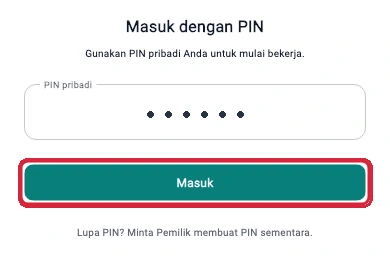 Masuk dengan PIN
Gunakan PIN pribadi Anda untuk mulai bekerja.
PIN pribadi
••••••
Masuk
Lupa PIN? Minta Pemilik membuat PIN sementara.